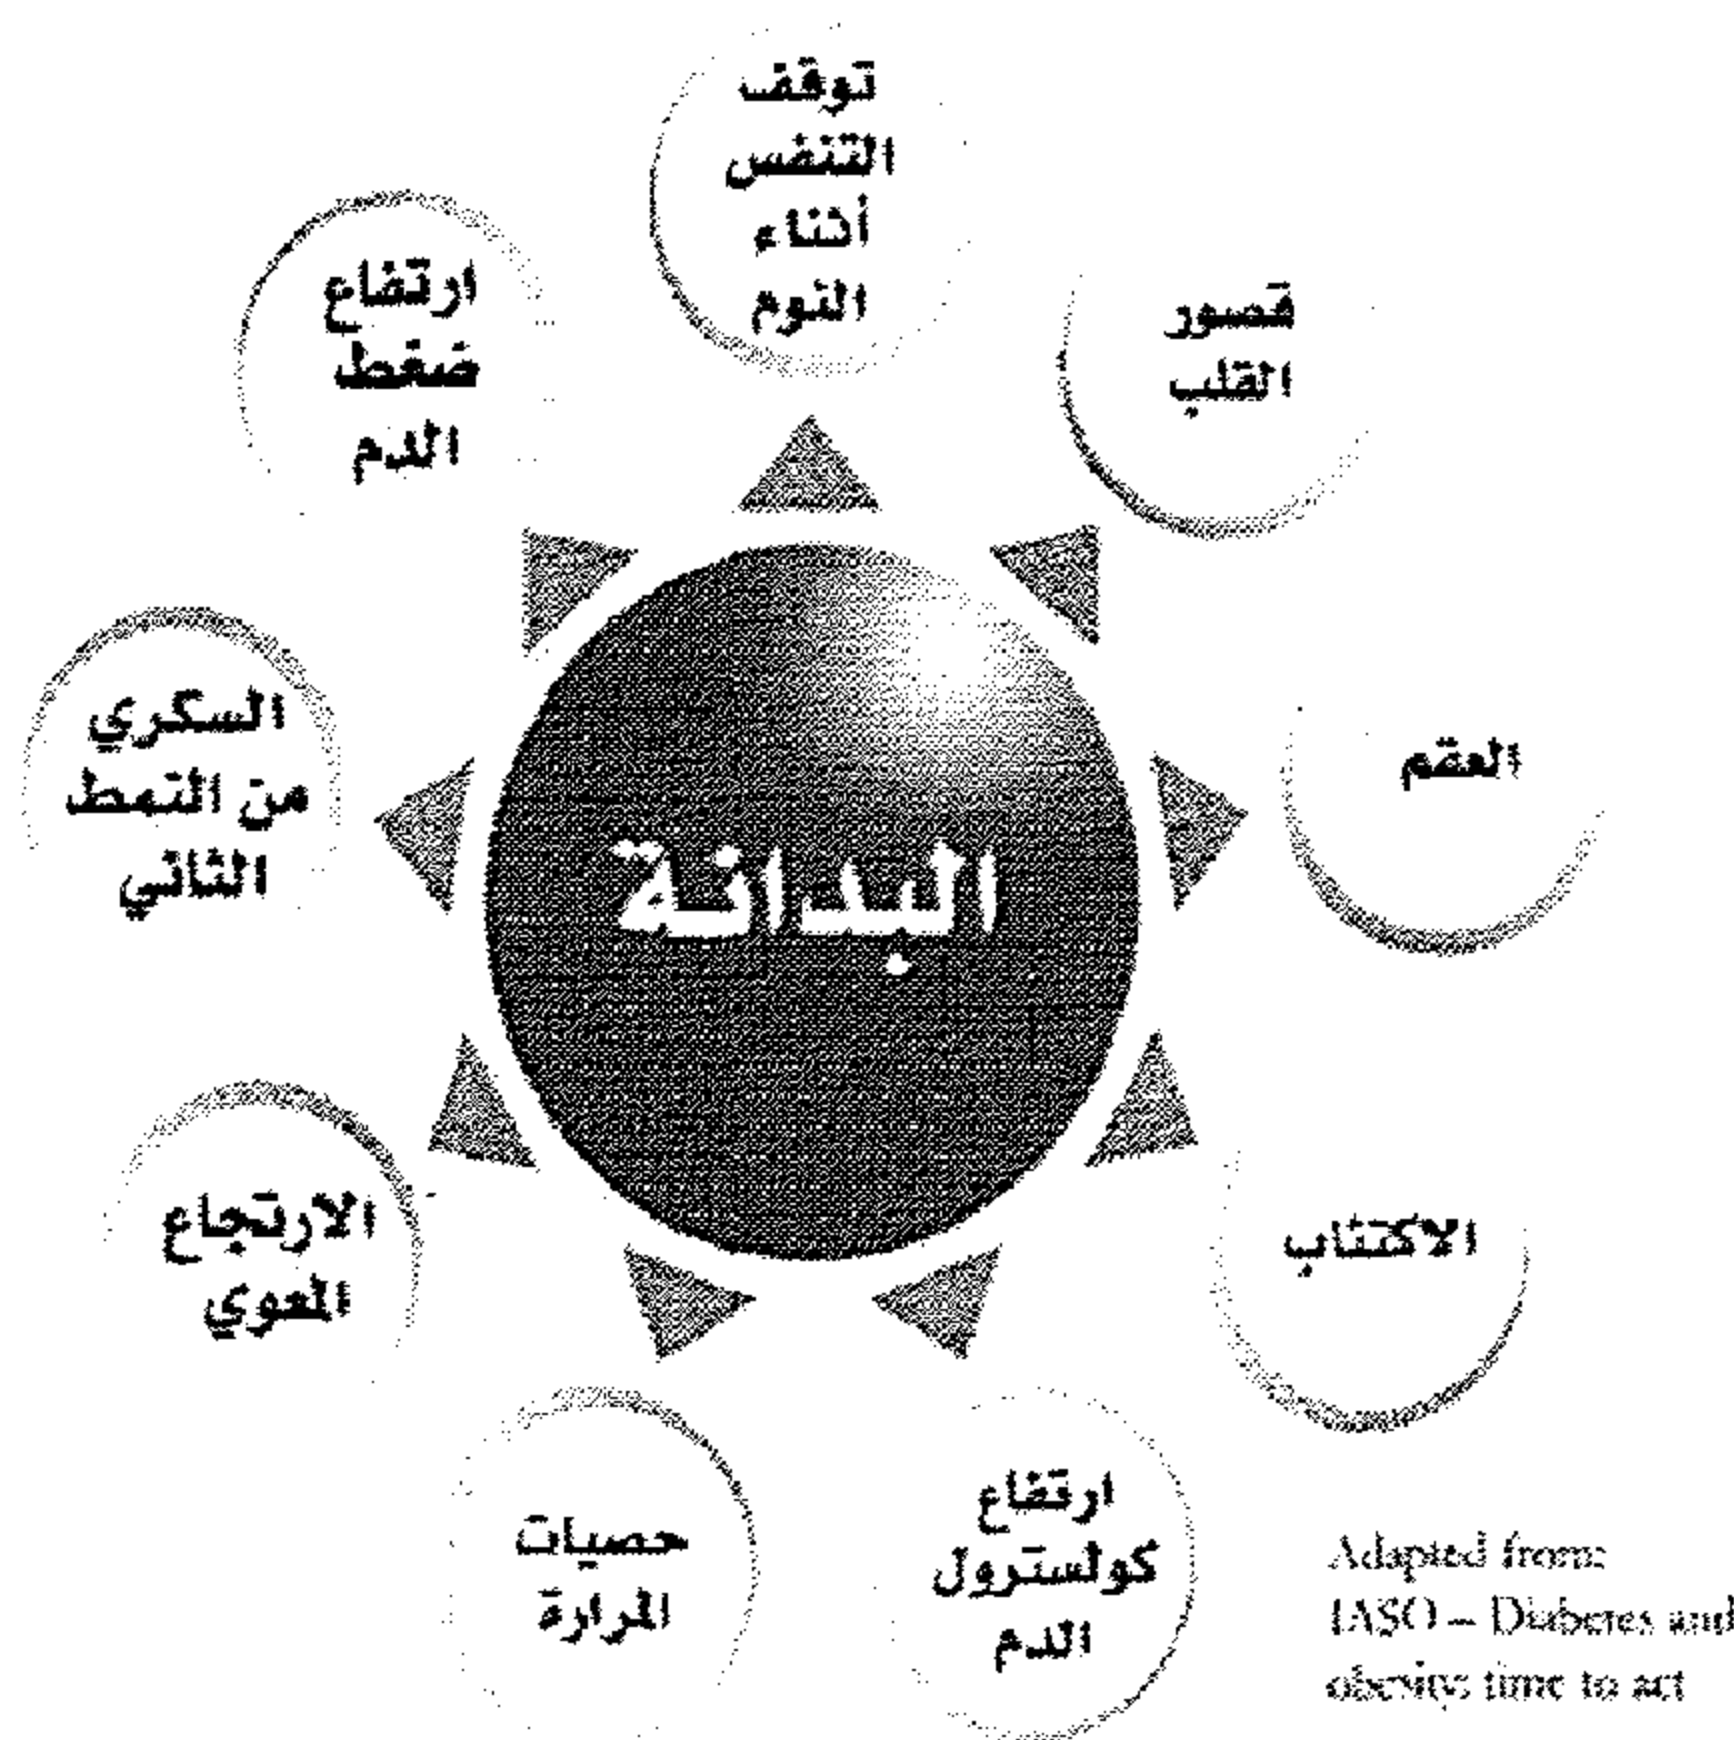 توقف
التنفس
أثناء
النوم
قصور
القلب
ارتفاع
ضغط
الدم
السكري
من النمط
الثاني
العقم
البدانة
الارتجاع
المعوي
الاكتئاب
حصيات
المرارة
ارتفاع
كولسترول
الدم
Adapted from:
IASO – Diabetes and
obesity: time to act